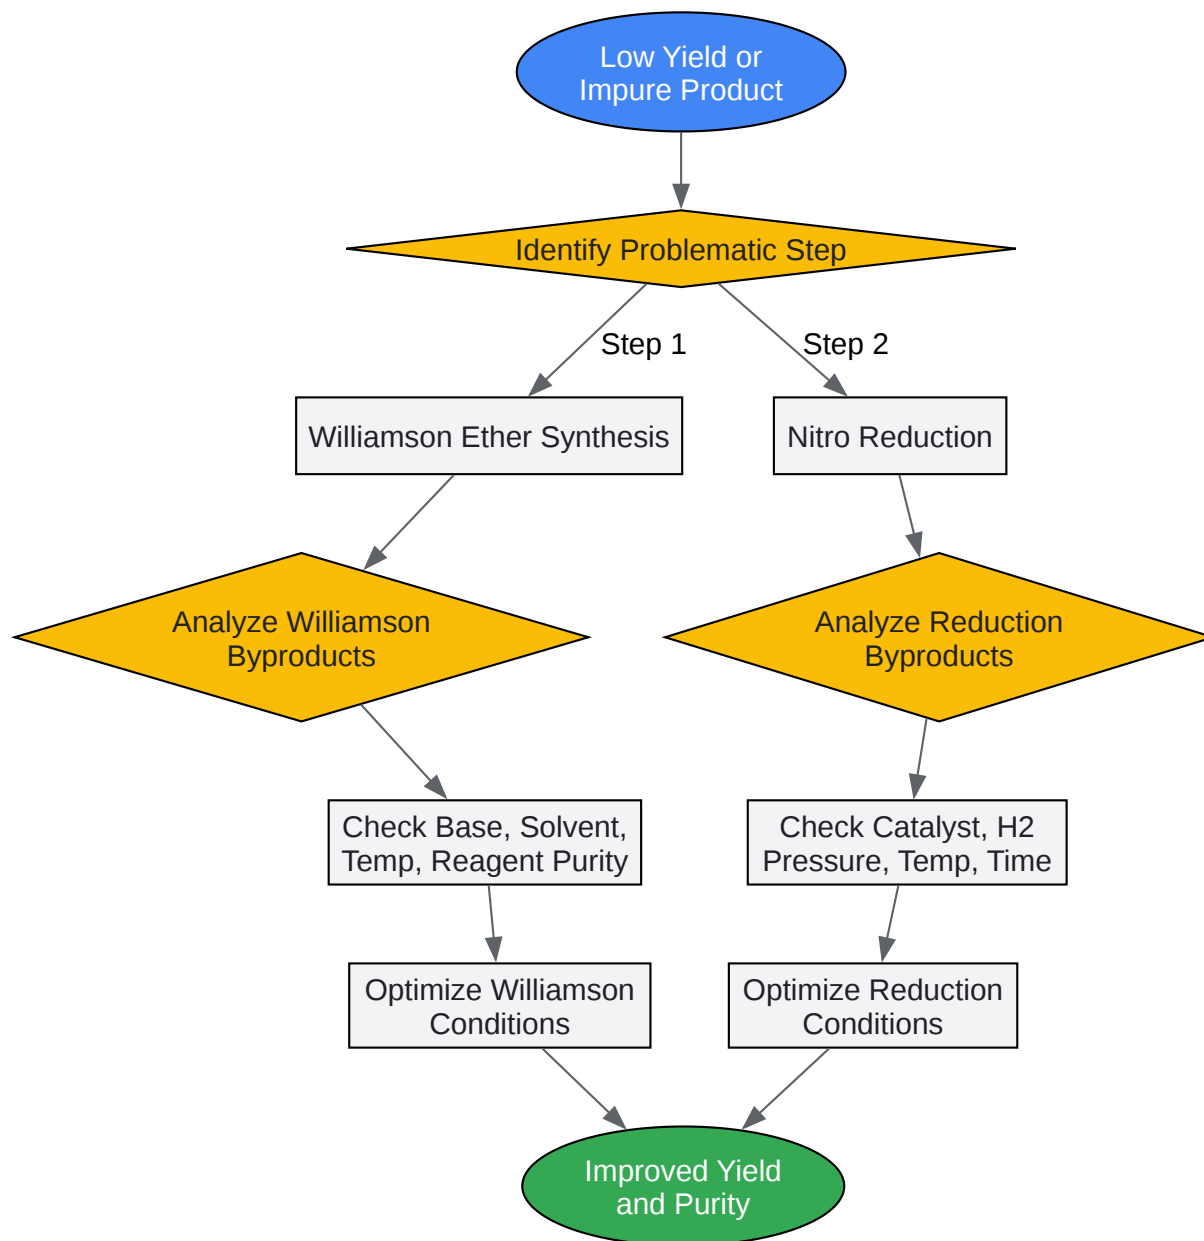 Low Yield or
Impure Product
Identify Problematic Step
Step 1
Step 2
Williamson Ether Synthesis
Nitro Reduction
Analyze Williamson
Byproducts
Analyze Reduction
Byproducts
Check Base, Solvent,
Temp, Reagent Purity
Check Catalyst, H2
Pressure, Temp, Time
Optimize Williamson
Conditions
Optimize Reduction
Conditions
Improved Yield
and Purity